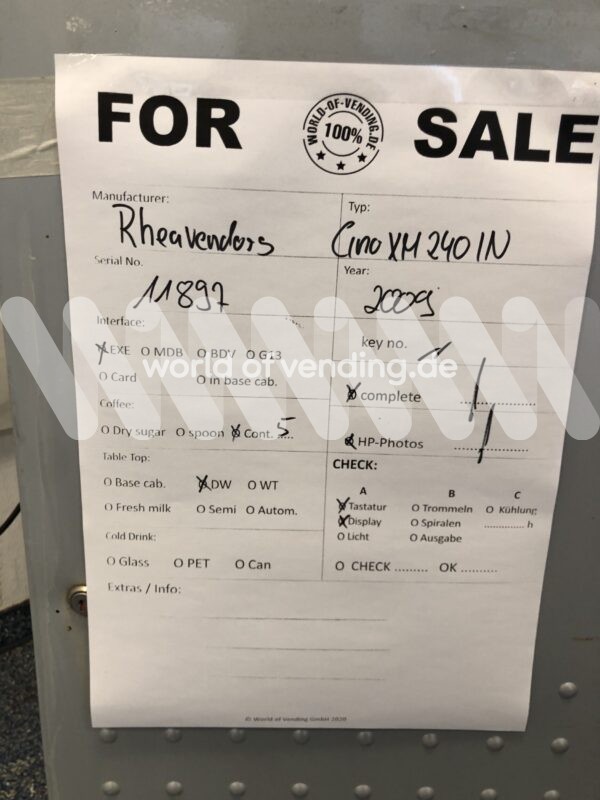 FOR SALE
WORLD-OF-VENDING.DE
100%
Manufacturer:
Rheavendors
Typ:
Cino XM 240 IN
Serial No.
11897
Year:
2009
Interface:
EXE O MDB O BDV O G13
O Card O in base cab.
key no.
complete
HP-Photos
world of vending.de
Coffee:
O Dry sugar O spoon Cont. 5
Table Top:
O Base cab. DW O WT
O Fresh milk O Semi O Autom.
Cold Drink:
O Glass O PET O Can
CHECK:
A B C
Tastatur O Trommeln O Kühlung
Display O Spiralen ............ h
O Licht O Ausgabe
O CHECK ......... OK ..........
Extras / Info:
© World of Vending GmbH 2020